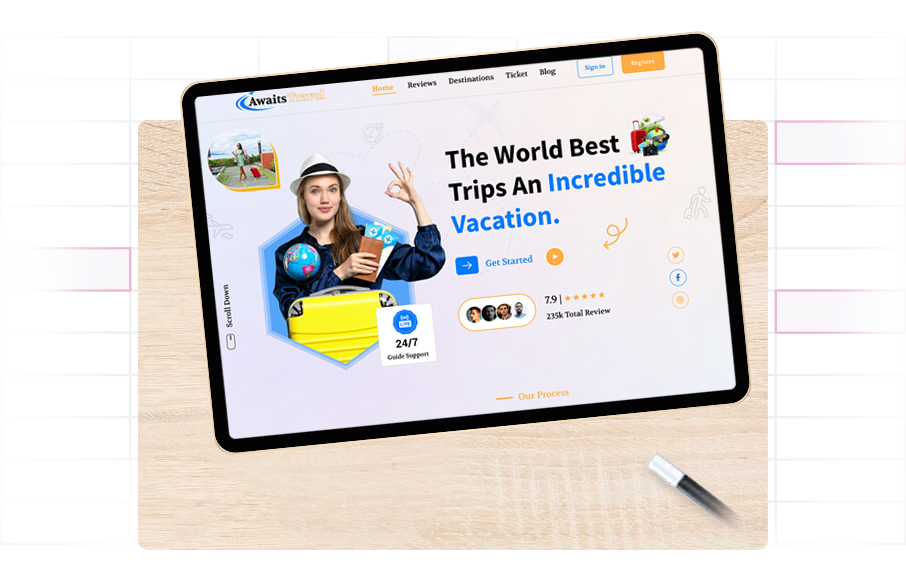 Awaits Travel
Home Reviews Destinations Ticket Blog Sign in Register
The World Best
Trips An Incredible
Vacation.
Get Started
7.9 |
235k Total Review
Scroll Down
LIVE
24/7
Guide Support
Our Process